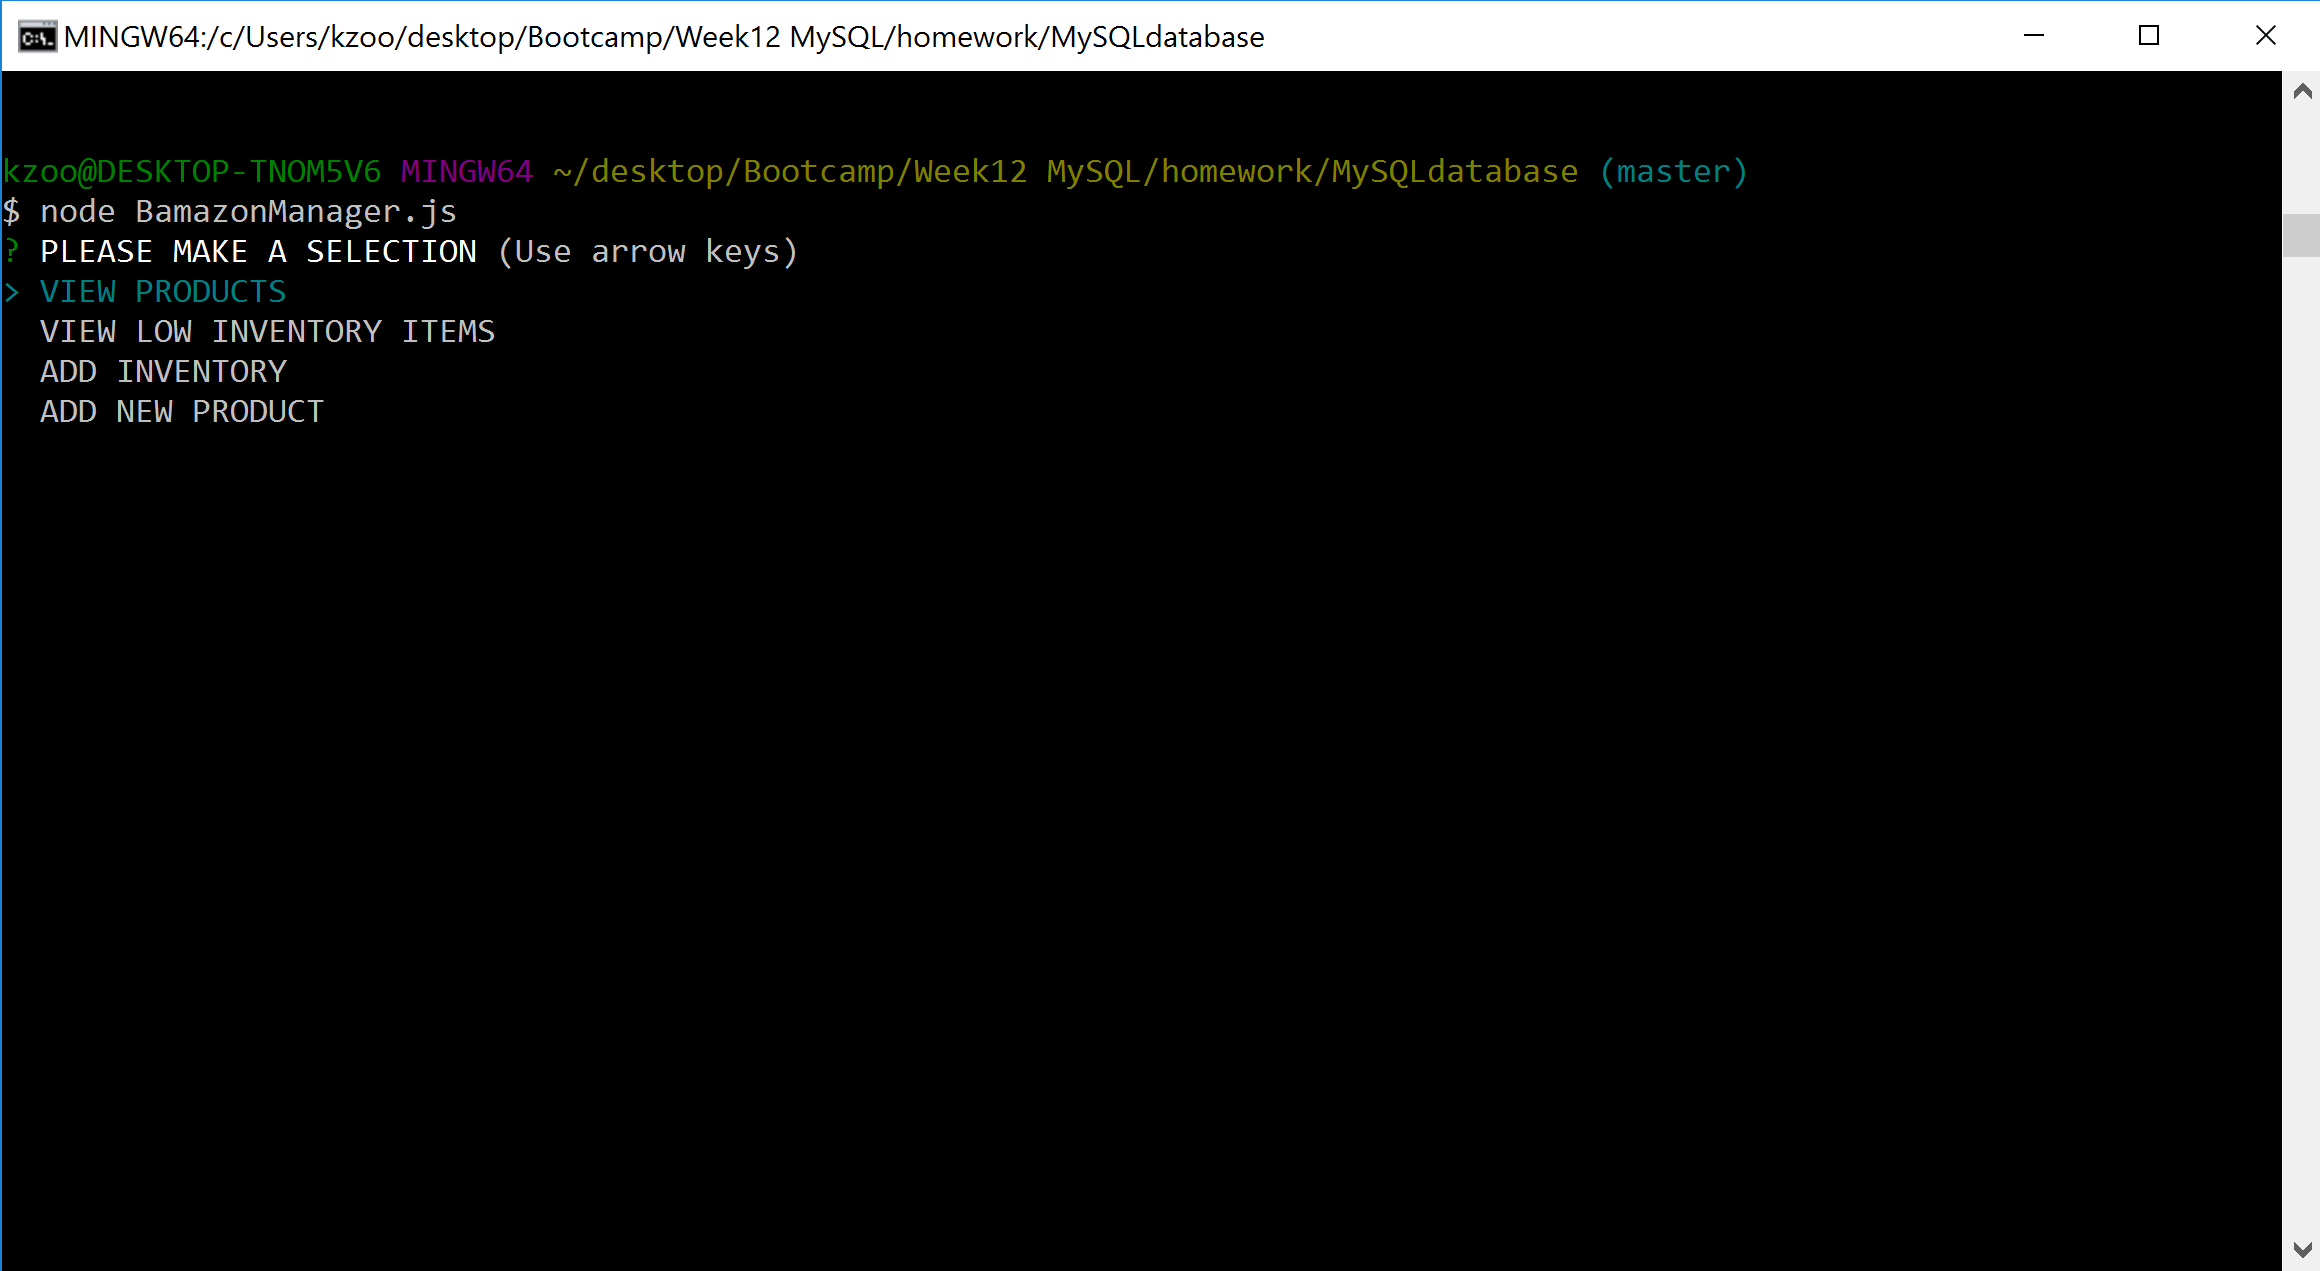 MINGW64:/c/Users/kzoo/desktop/Bootcamp/Week12 MySQL/homework/MySQLdatabase
kzoo@DESKTOP-TNOM5V6 MINGW64 ~/desktop/Bootcamp/Week12 MySQL/homework/MySQLdatabase (master)
$ node BamazonManager.js
? PLEASE MAKE A SELECTION (Use arrow keys)
> VIEW PRODUCTS
  VIEW LOW INVENTORY ITEMS
  ADD INVENTORY
  ADD NEW PRODUCT